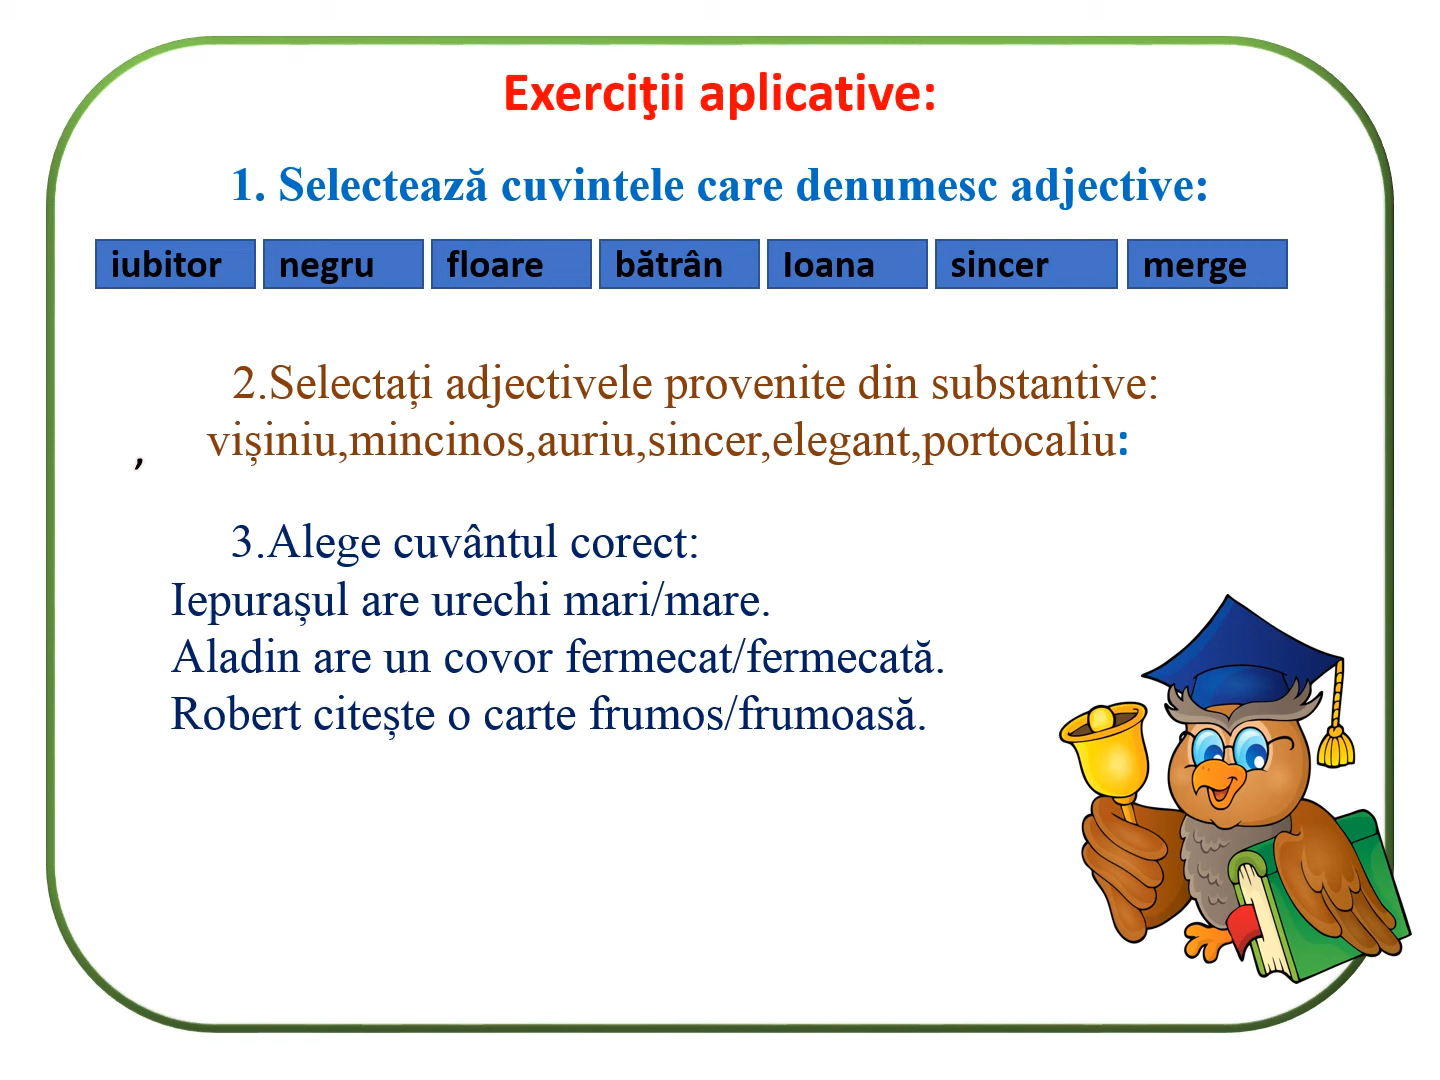 Exerciţii aplicative:
1. Selectează cuvintele care denumesc adjective:
iubitor negru floare bătrân Ioana sincer merge
2.Selectați adjectivele provenite din substantive:
vișiniu,mincinos,auriu,sincer,elegant,portocaliu:
,
3.Alege cuvântul corect:
Iepurașul are urechi mari/mare.
Aladin are un covor fermecat/fermecată.
Robert citește o carte frumos/frumoasă.